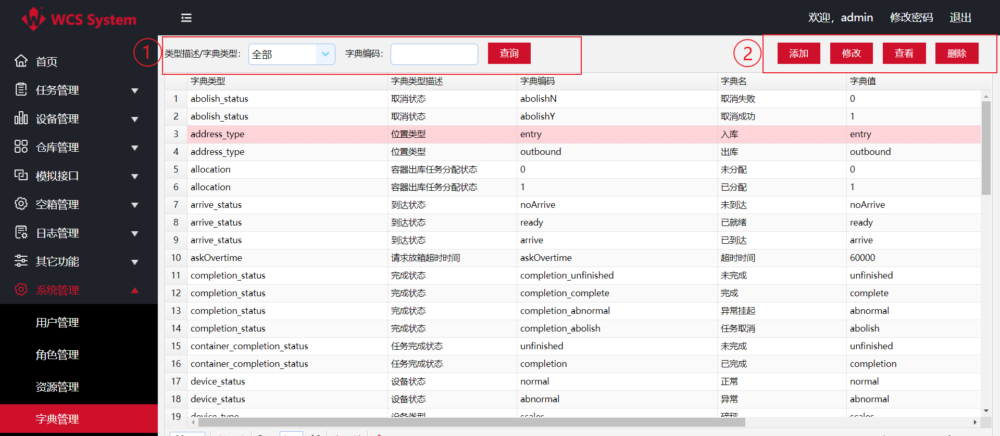 WCS System
欢迎，admin 修改密码 退出
首页
任务管理
设备管理
仓库管理
模拟接口
空箱管理
日志管理
其它功能
系统管理
用户管理
角色管理
资源管理
字典管理
1 类型描述/字典类型： 全部 字典编码： 查询
2 添加 修改 查看 删除
字典类型 字典类型描述 字典编码 字典名 字典值
1 abolish_status 取消状态 abolishN 取消失败 0
2 abolish_status 取消状态 abolishY 取消成功 1
3 address_type 位置类型 entry 入库 entry
4 address_type 位置类型 outbound 出库 outbound
5 allocation 容器出库任务分配状态 0 未分配 0
6 allocation 容器出库任务分配状态 1 已分配 1
7 arrive_status 到达状态 noArrive 未到达 noArrive
8 arrive_status 到达状态 ready 已就绪 ready
9 arrive_status 到达状态 arrive 已到达 arrive
10 askOvertime 请求放箱超时时间 askOvertime 超时时间 60000
11 completion_status 完成状态 completion_unfinished 未完成 unfinished
12 completion_status 完成状态 completion_complete 完成 complete
13 completion_status 完成状态 completion_abnormal 异常挂起 abnormal
14 completion_status 完成状态 completion_abolish 任务取消 abolish
15 container_completion_status 任务完成状态 unfinished 未完成 unfinished
16 container_completion_status 任务完成状态 completion 已完成 completion
17 device_status 设备状态 normal 正常 normal
18 device_status 设备状态 abnormal 异常 abnormal
19 device_type 设备类型 scales 磅秤 scales